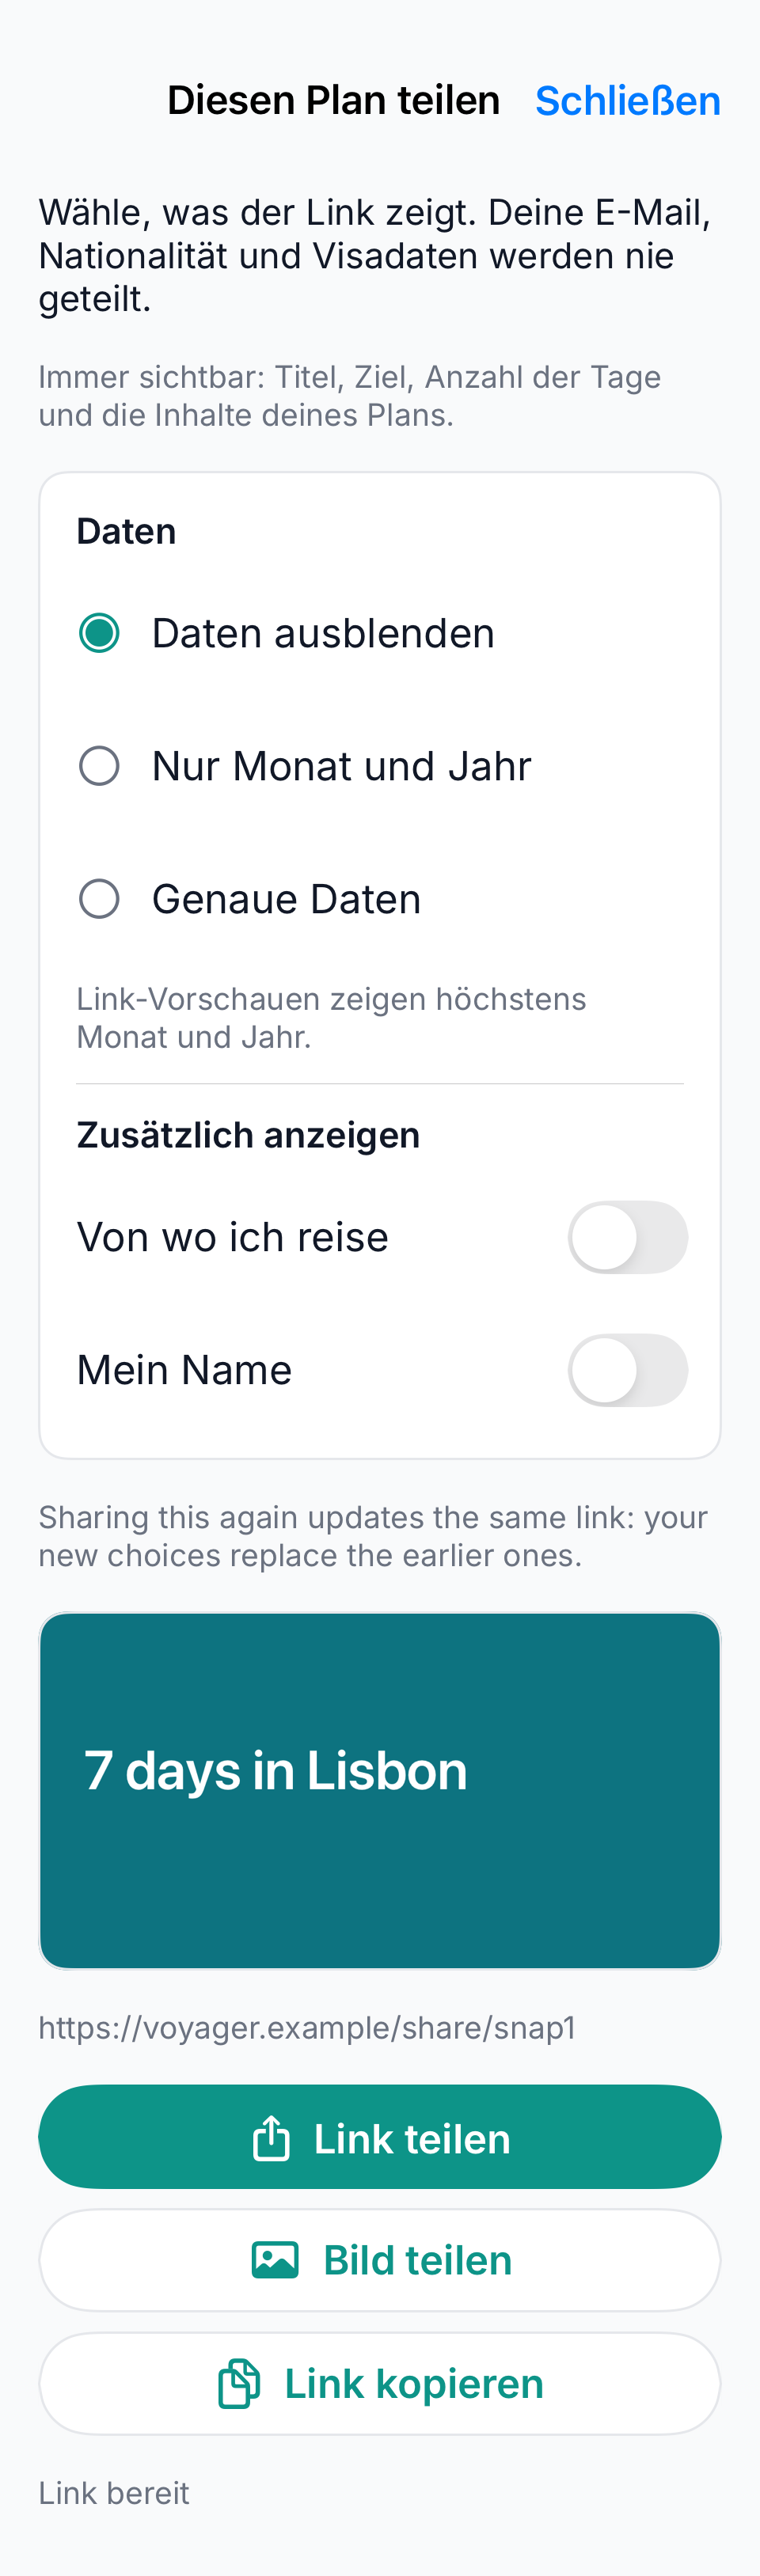 Diesen Plan teilen
Schließen
Wähle, was der Link zeigt. Deine E-Mail,
Nationalität und Visadaten werden nie
geteilt.
Immer sichtbar: Titel, Ziel, Anzahl der Tage
und die Inhalte deines Plans.
Daten
Daten ausblenden
Nur Monat und Jahr
Genaue Daten
Link-Vorschauen zeigen höchstens
Monat und Jahr.
Zusätzlich anzeigen
Von wo ich reise
Mein Name
Sharing this again updates the same link: your
new choices replace the earlier ones.
7 days in Lisbon
https://voyager.example/share/snap1
Link teilen
Bild teilen
Link kopieren
Link bereit